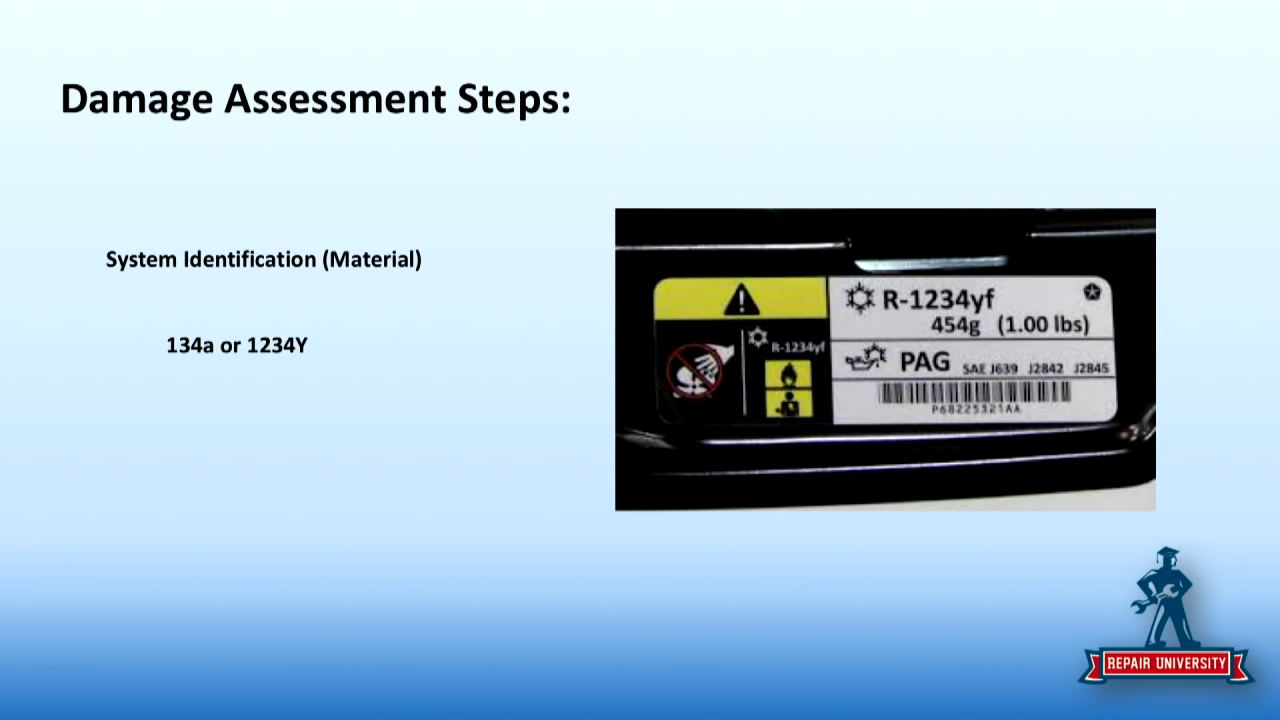 Damage Assessment Steps:
System Identification (Material)
134a or 1234Y
R-1234yf
454g (1.00 lbs)
R-1234yf
PAG SAE J639 J2842 J2845
P68225321AA
REPAIR UNIVERSITY